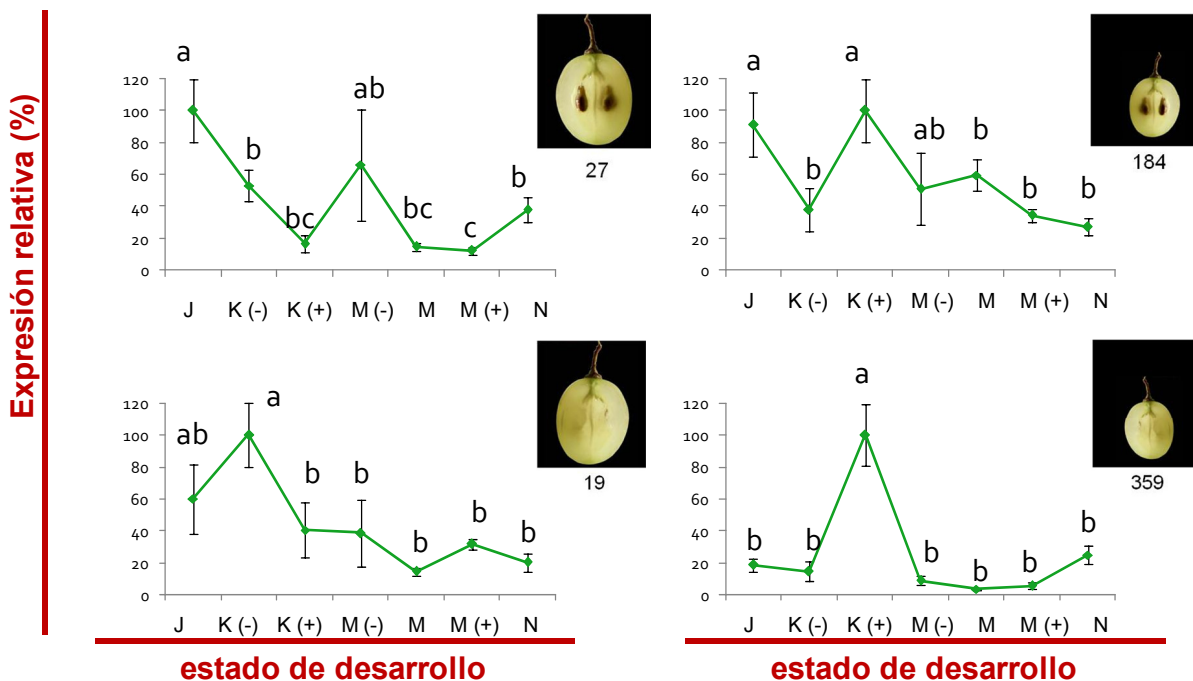 Expresión relativa (%)
a
b
bc
ab
bc
c
b
120
100
80
60
40
20
0
J K (-) K (+) M (-) M M (+) N
27
a
b
a
ab
b
b
b
120
100
80
60
40
20
0
J K (-) K (+) M (-) M M (+) N
184
ab
a
b
b
b
b
b
120
100
80
60
40
20
0
J K (-) K (+) M (-) M M (+) N
19
estado de desarrollo
b
b
a
b
b
b
b
120
100
80
60
40
20
0
J K (-) K (+) M (-) M M (+) N
359
estado de desarrollo